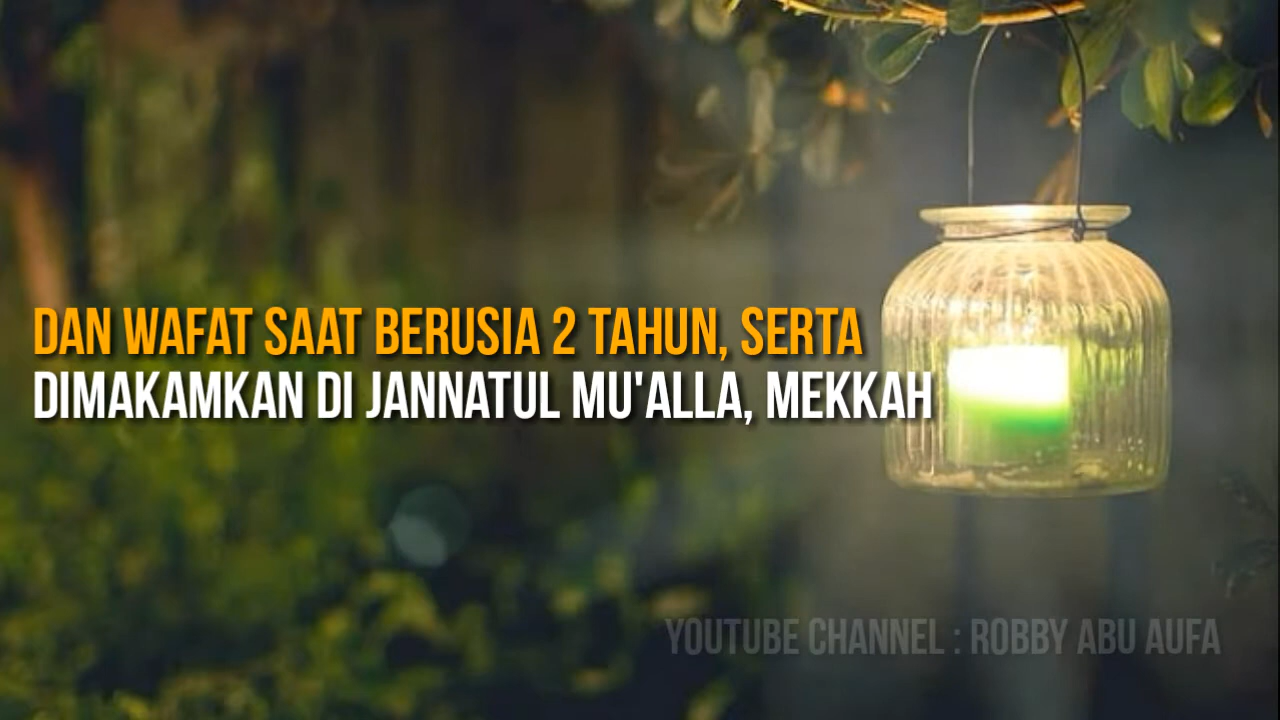 DAN WAFAT SAAT BERUSIA 2 TAHUN, SERTA
DIMAKAMKAN DI JANNATUL MU'ALLA, MEKKAH
YOUTUBE CHANNEL : ROBBY ABU AUFA